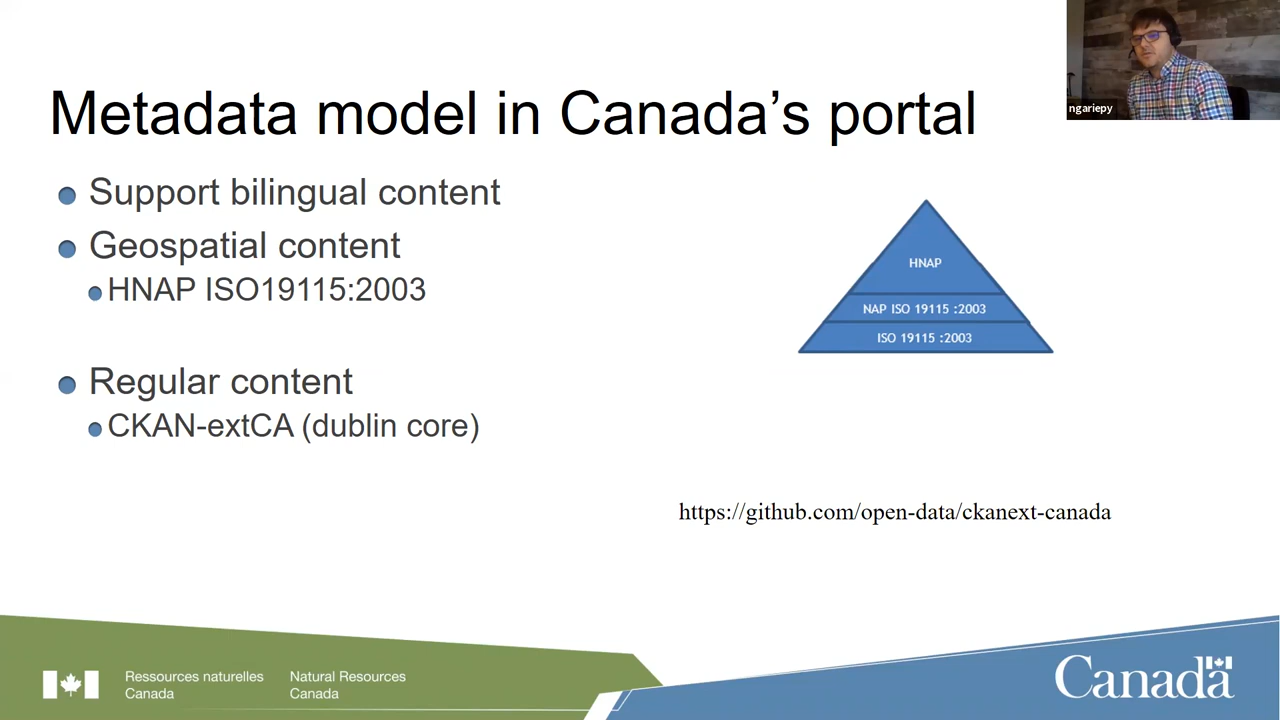 Metadata model in Canada's portal
ngariepy
Support bilingual content
Geospatial content
HNAP ISO19115:2003
Regular content
CKAN-extCA (dublin core)
HNAP
NAP ISO 19115 :2003
ISO 19115 :2003
https://github.com/open-data/ckanext-canada
Ressources naturelles
Canada
Natural Resources
Canada
Canada